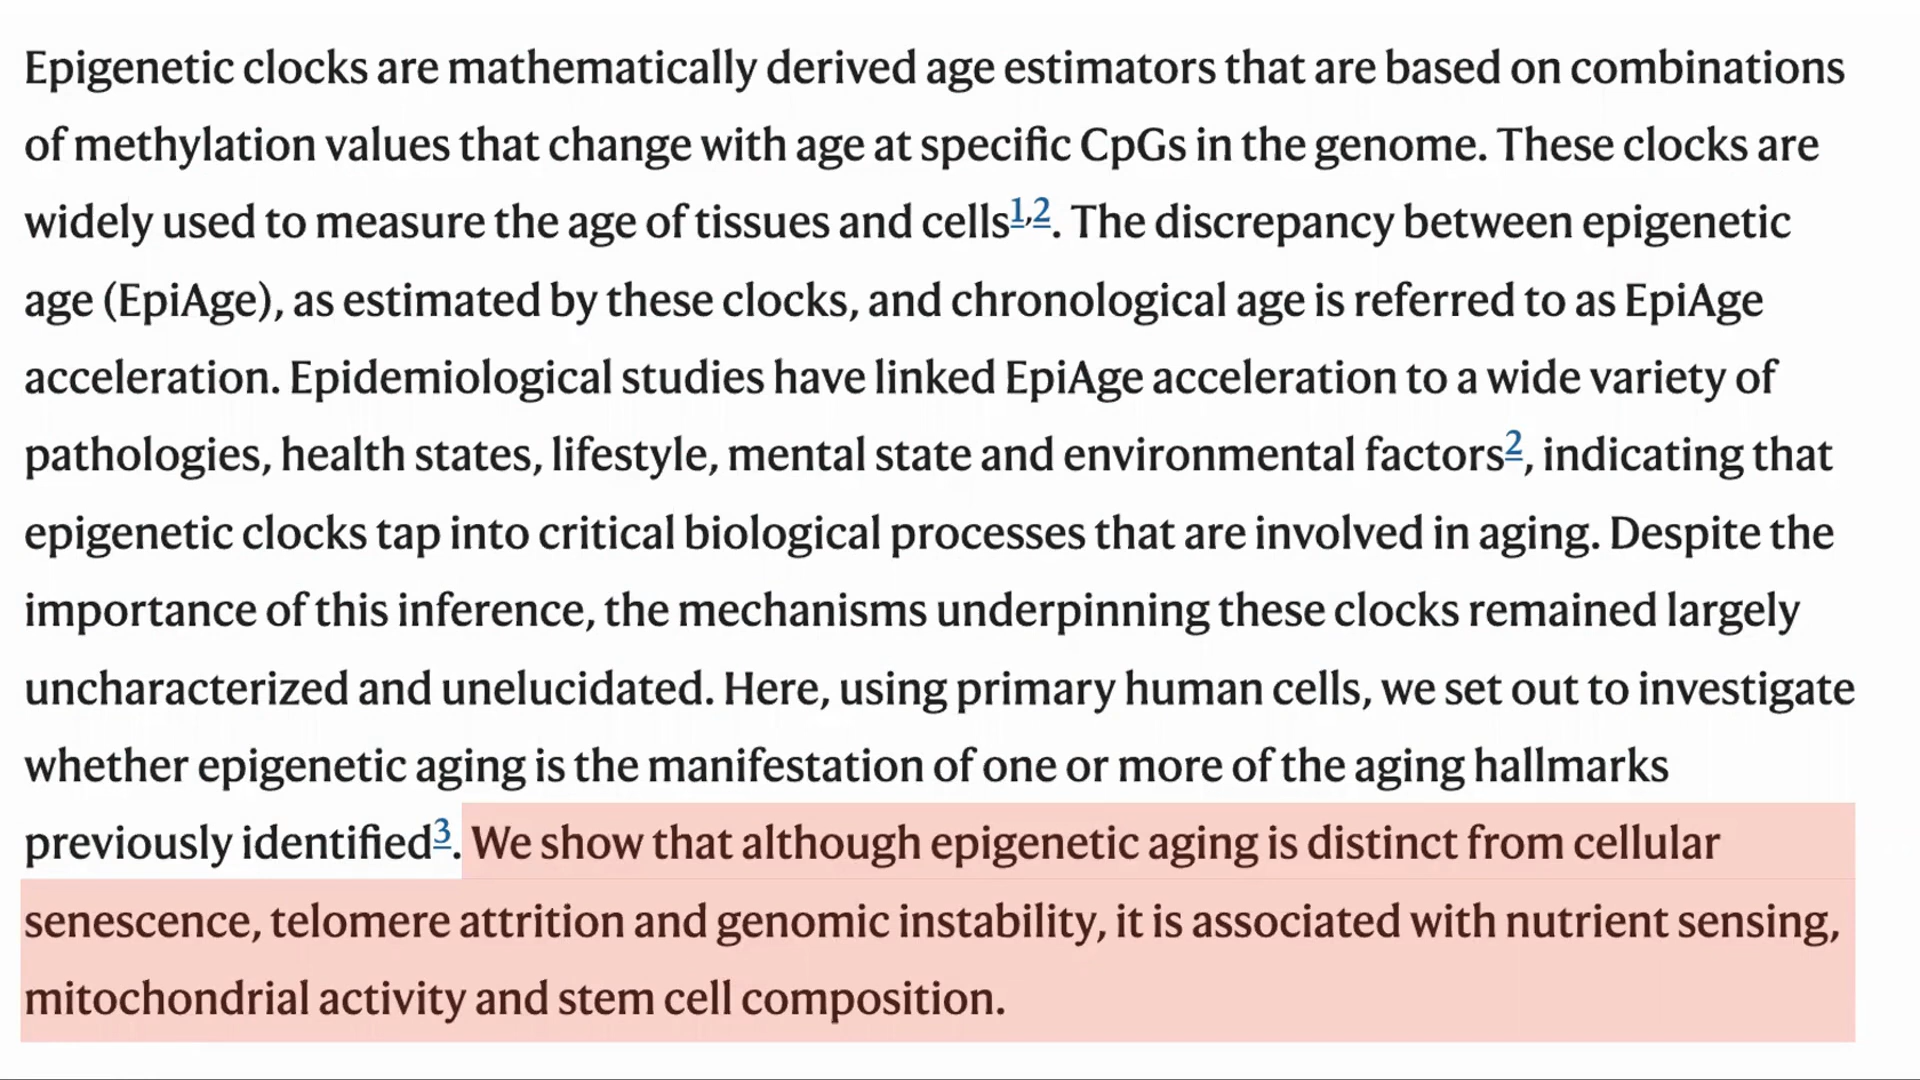 Epigenetic clocks are mathematically derived age estimators that are based on combinations
of methylation values that change with age at specific CpGs in the genome. These clocks are
widely used to measure the age of tissues and cells1,2. The discrepancy between epigenetic
age (EpiAge), as estimated by these clocks, and chronological age is referred to as EpiAge
acceleration. Epidemiological studies have linked EpiAge acceleration to a wide variety of
pathologies, health states, lifestyle, mental state and environmental factors2, indicating that
epigenetic clocks tap into critical biological processes that are involved in aging. Despite the
importance of this inference, the mechanisms underpinning these clocks remained largely
uncharacterized and unelucidated. Here, using primary human cells, we set out to investigate
whether epigenetic aging is the manifestation of one or more of the aging hallmarks
previously identified3. We show that although epigenetic aging is distinct from cellular
senescence, telomere attrition and genomic instability, it is associated with nutrient sensing,
mitochondrial activity and stem cell composition.